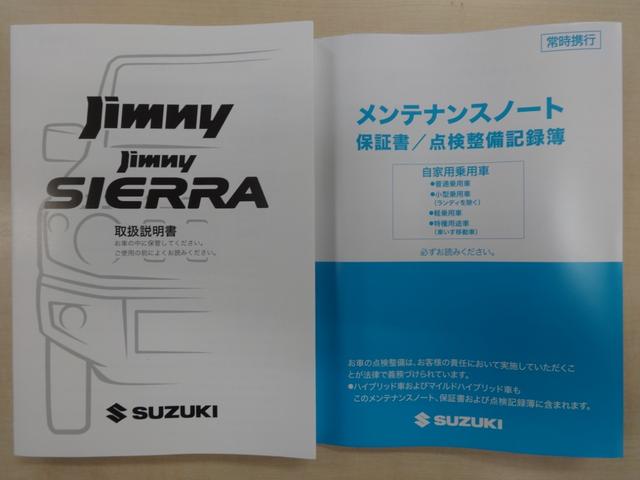 Jimny
Jimny
SIERRA
取扱説明書
お車の中に保管してください。
ご使用の前によくお読みください。
SUZUKI
常時携行
メンテナンスノート
保証書／点検整備記録簿
自家用乗用車
●普通乗用車
●小型乗用車
(ランディを除く)
●軽乗用車
●特種用途車
(車いす移動車)
必ずお読みください。
お車の点検整備は、お客様の責任において実施していただくこ
とが法律で義務づけられています。
●ハイブリッド車およびマイルドハイブリッド車も
このメンテナンスノート、保証書および点検記録簿に含まれます。
SUZUKI